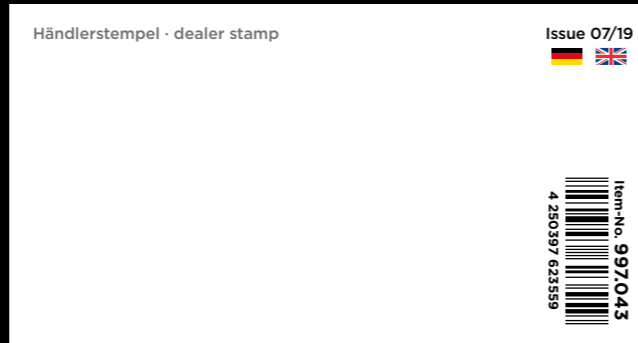 Händlerstempel · dealer stamp
Issue 07/19
Item-No. 997.043
4 250397 623559